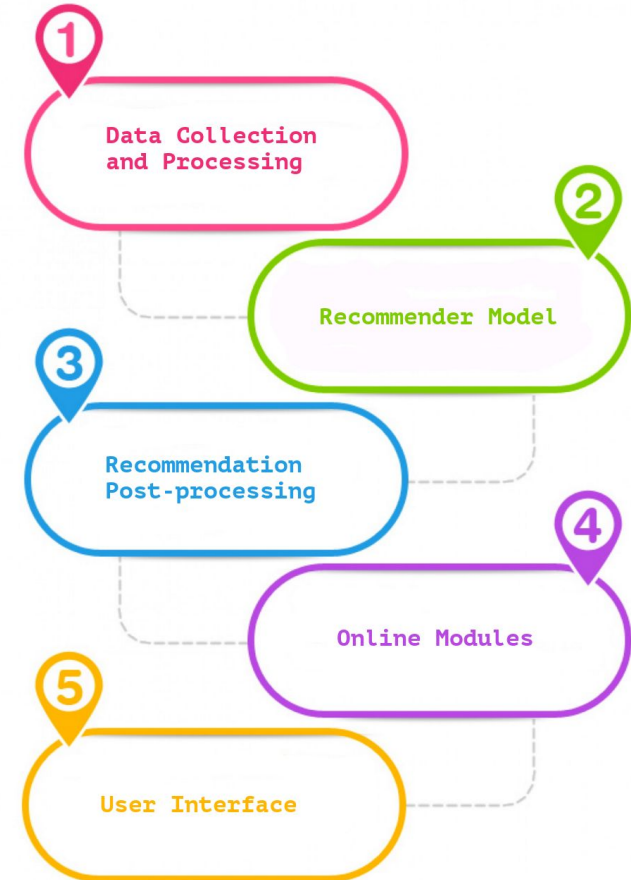 1
Data Collection
and Processing
2
Recommender Model
3
Recommendation
Post-processing
4
Online Modules
5
User Interface